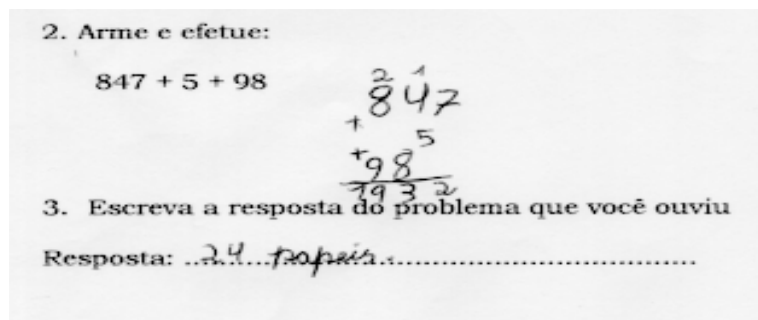 2. Arme e efetue:
847 + 5 + 98
2 1
847
+ 5
+ 98
1932
3. Escreva a resposta do problema que você ouviu
Resposta: ..24 papeis.......................................